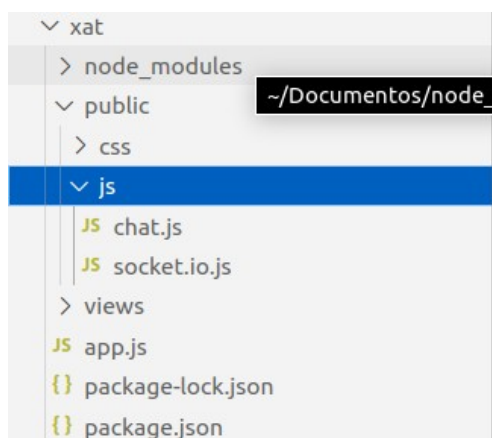 xat
node_modules
~/Documentos/node_
public
css
js
JS chat.js
JS socket.io.js
views
JS app.js
{} package-lock.json
{} package.json